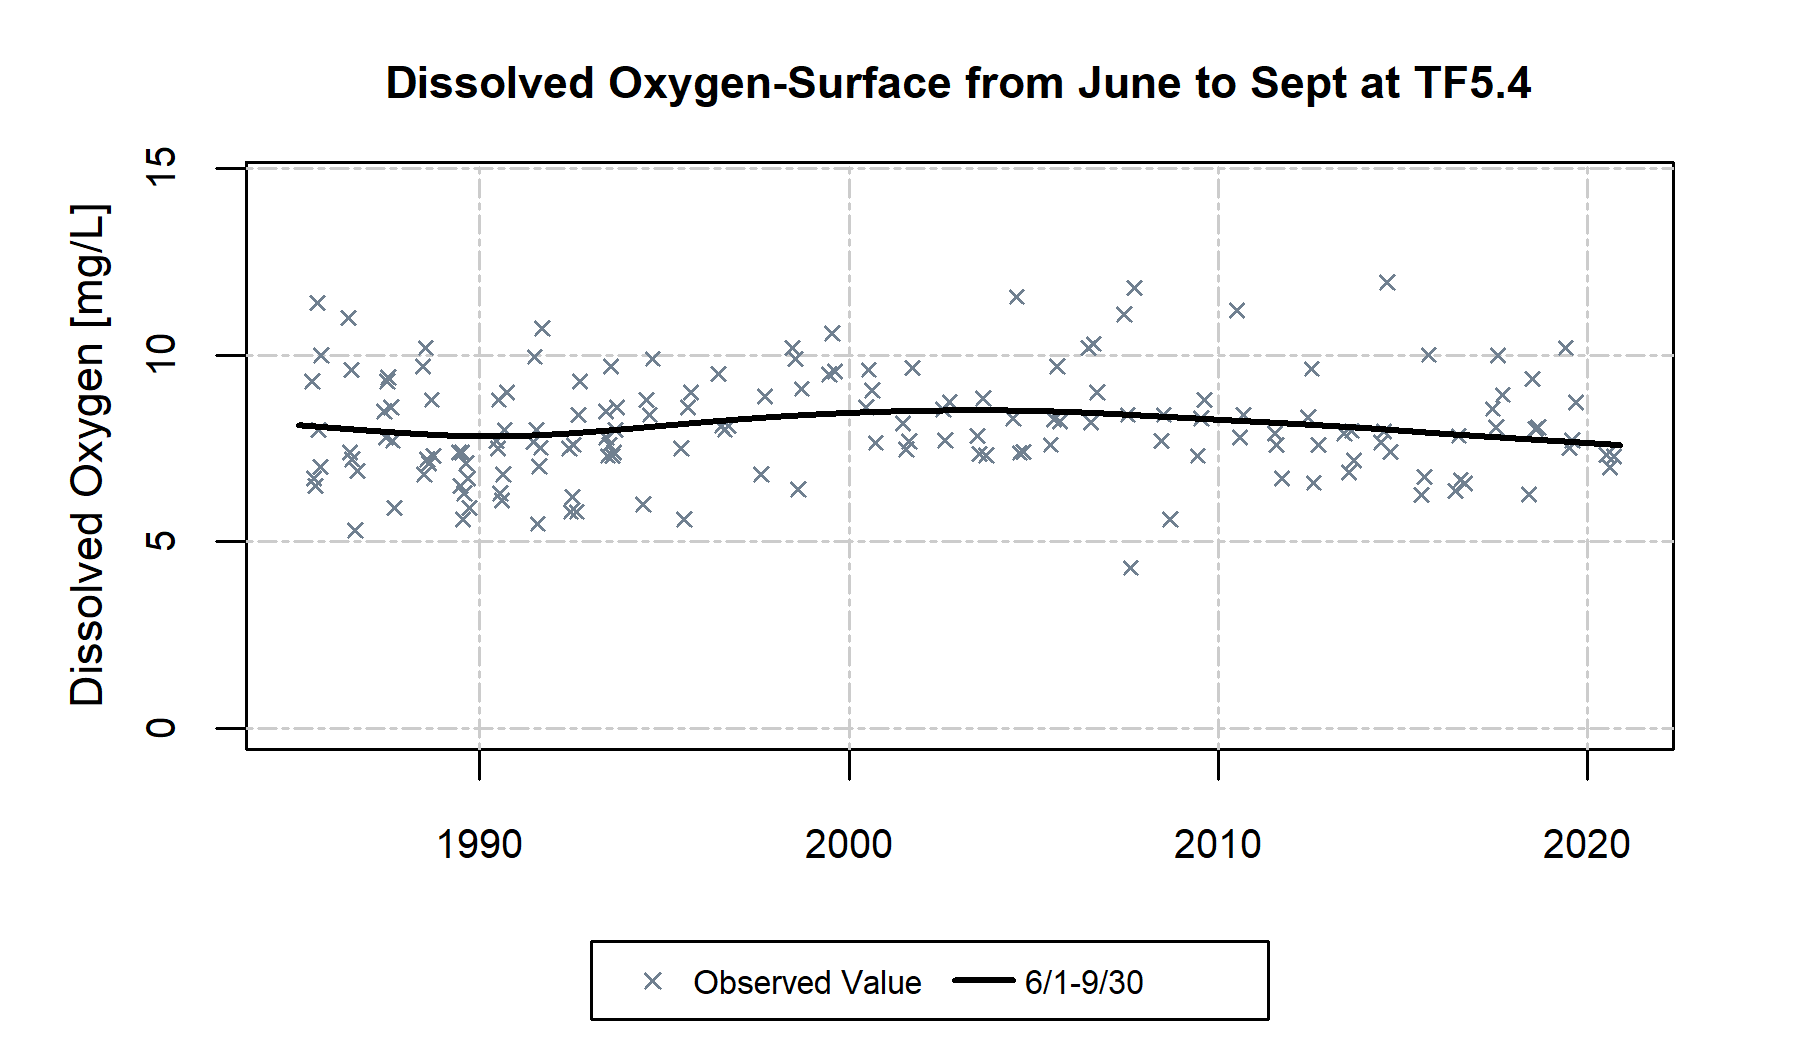 Dissolved Oxygen-Surface from June to Sept at TF5.4
Dissolved Oxygen [mg/L]
15
10
5
0
1990 2000 2010 2020
Observed Value 6/1-9/30